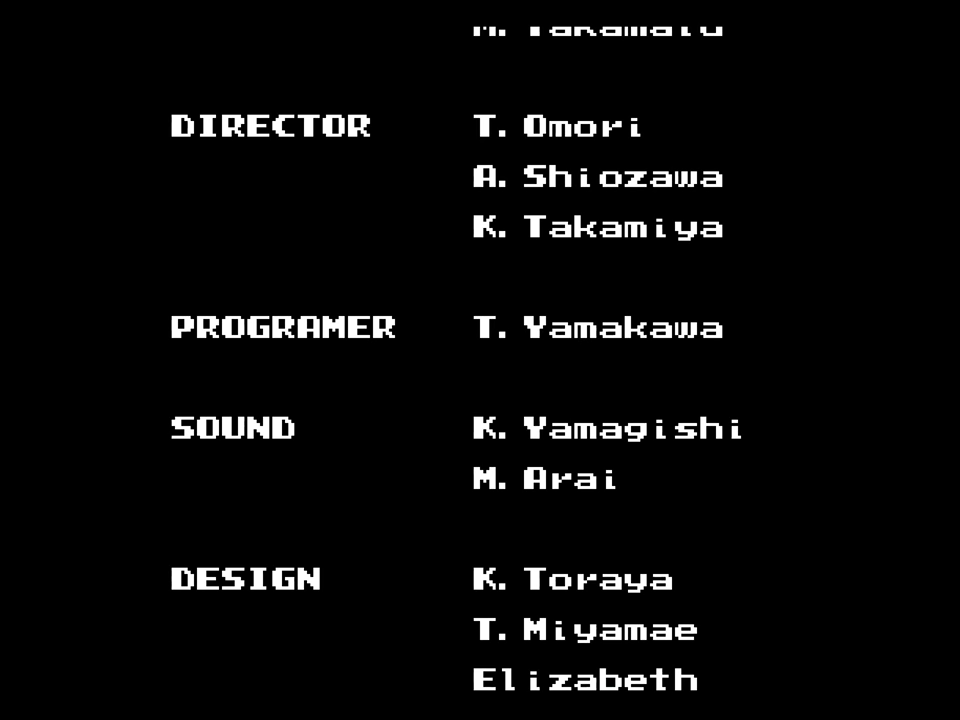 DIRECTOR T. Omori
A. Shiozawa
K. Takamiya
PROGRAMER T. Yamakawa
SOUND K. Yamagishi
M. Arai
DESIGN K. Toraya
T. Miyamae
Elizabeth